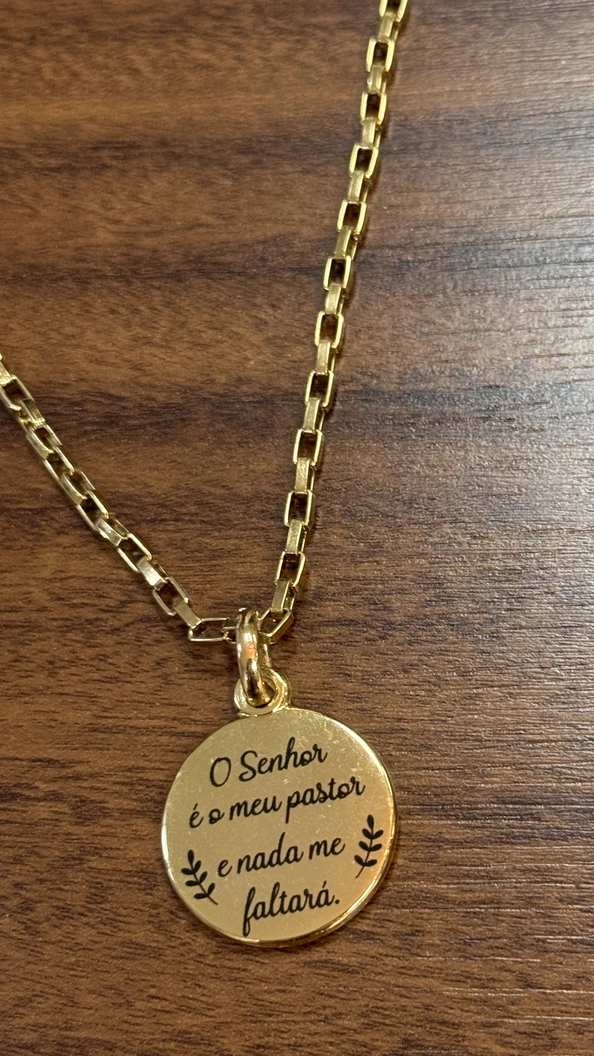 O Senhor
é o meu pastor
e nada me
faltará.